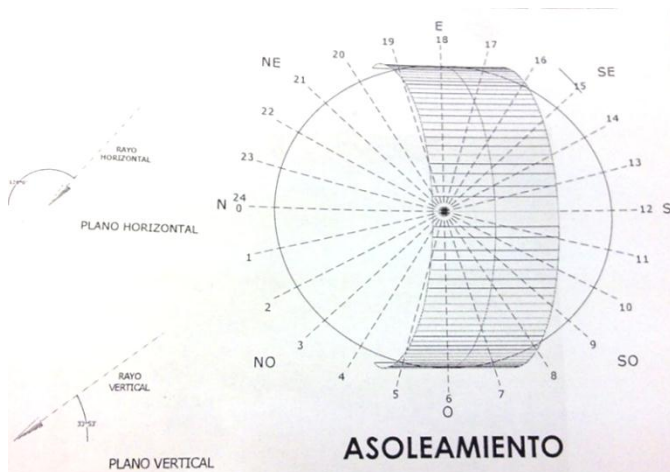 E
19
18
17
20
16
NE
SE
21
15
22
14
RAYO
HORIZONTAL
23
13
N
24
0
12
S
PLANO HORIZONTAL
1
11
2
10
3
9
NO
SO
4
8
RAYO
VERTICAL
5
6
7
O
PLANO VERTICAL
ASOLEAMIENTO